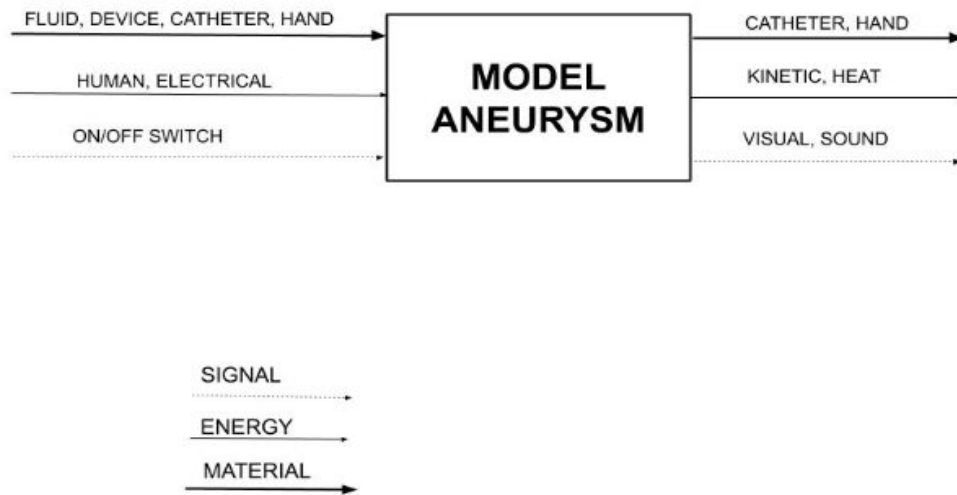 FLUID, DEVICE, CATHETER, HAND
HUMAN, ELECTRICAL
ON/OFF SWITCH
MODEL
ANEURYSM
CATHETER, HAND
KINETIC, HEAT
VISUAL, SOUND
SIGNAL
ENERGY
MATERIAL